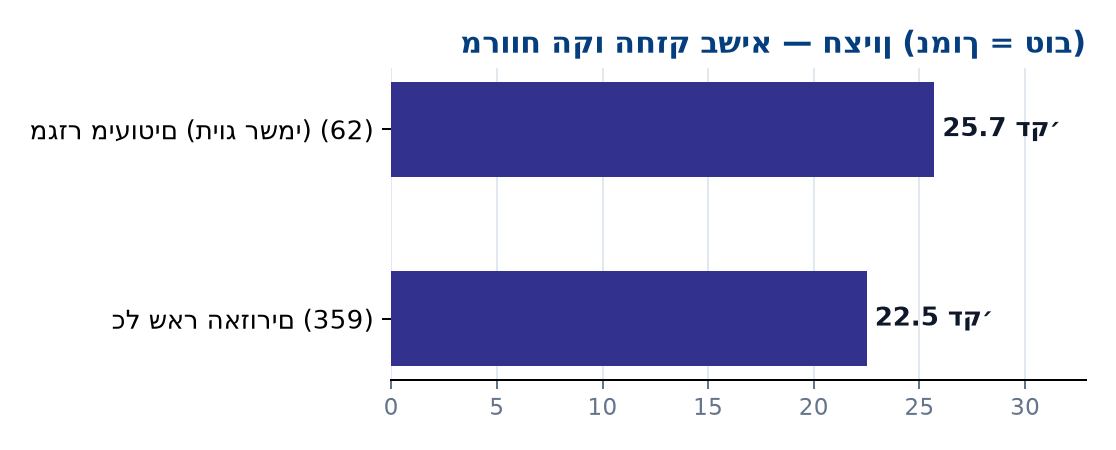 מרווח הקו החזק בשיא — חציון (נמוך = טוב)
מגזר מיעוטים (תיוג רשמי) (62)
25.7 דק׳
כל שאר האזורים (359)
22.5 דק׳
0 5 10 15 20 25 30